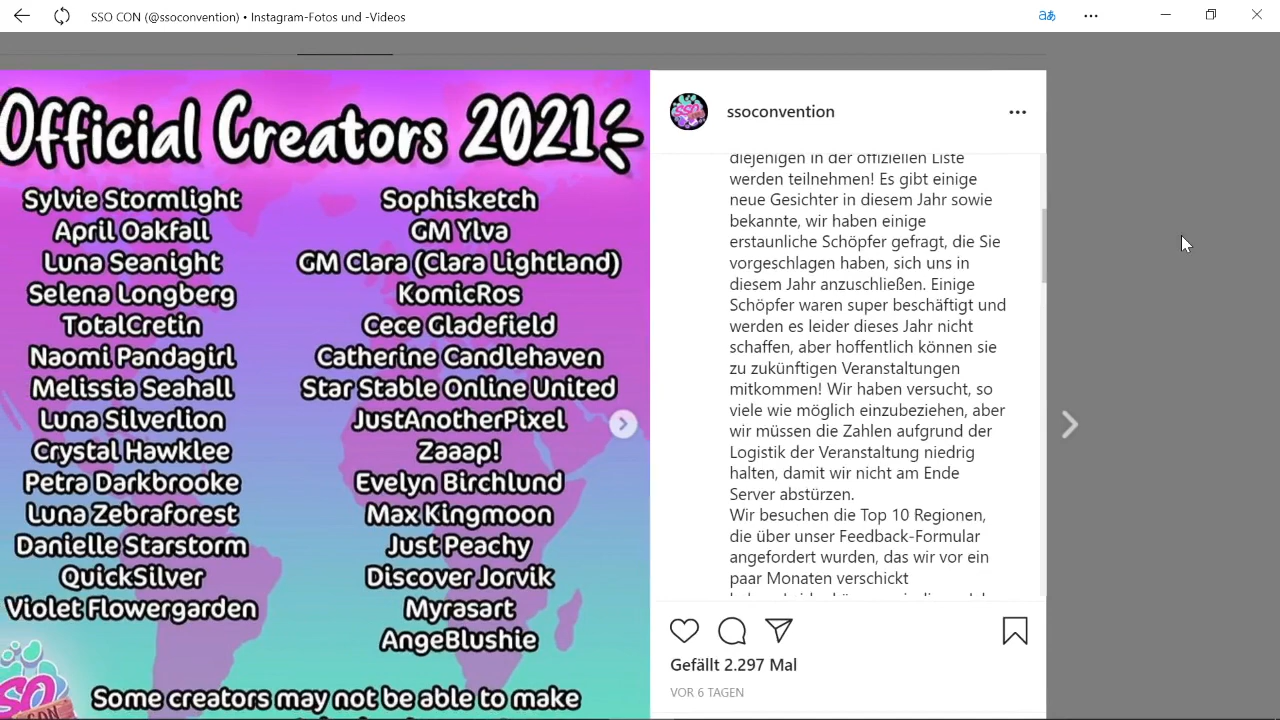 SSO CON (@ssoconvention) • Instagram-Fotos und -Videos
Official Creators 2021
Sylvie Stormlight
April Oakfall
Luna Seanight
Selena Longberg
TotalCretin
Naomi Pandagirl
Melissia Seahall
Luna Silverlion
Crystal Hawklee
Petra Darkbrooke
Luna Zebraforest
Danielle Starstorm
QuickSilver
Violet Flowergarden
Sophisketch
GM Ylva
GM Clara (Clara Lightland)
KomicRos
Cece Gladefield
Catherine Candlehaven
Star Stable Online United
JustAnotherPixel
Zaaap!
Evelyn Birchlund
Max Kingmoon
Just Peachy
Discover Jorvik
Myrasart
AngeBlushie
SSO
CON
Some creators may not be able to make
ssoconvention
diejenigen in der offiziellen Liste
werden teilnehmen! Es gibt einige
neue Gesichter in diesem Jahr sowie
bekannte, wir haben einige
erstaunliche Schöpfer gefragt, die Sie
vorgeschlagen haben, sich uns in
diesem Jahr anzuschließen. Einige
Schöpfer waren super beschäftigt und
werden es leider dieses Jahr nicht
schaffen, aber hoffentlich können sie
zu zukünftigen Veranstaltungen
mitkommen! Wir haben versucht, so
viele wie möglich einzubeziehen, aber
wir müssen die Zahlen aufgrund der
Logistik der Veranstaltung niedrig
halten, damit wir nicht am Ende
Server abstürzen.
Wir besuchen die Top 10 Regionen,
die über unser Feedback-Formular
angefordert wurden, das wir vor ein
paar Monaten verschickt
Gefällt 2.297 Mal
VOR 6 TAGEN